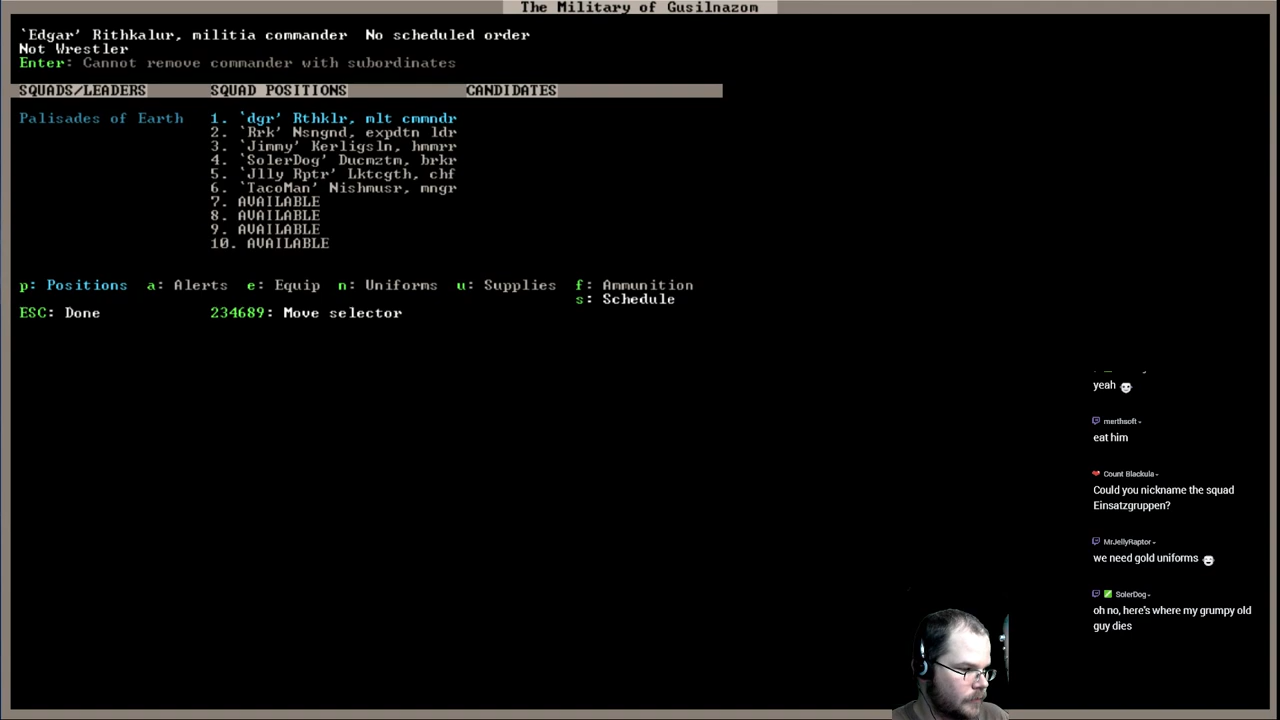 The Military of Gusilnazom
`Edgar' Rithkalur, militia commander  No scheduled order
Not Wrestler
Enter: Cannot remove commander with subordinates
SQUADS/LEADERS SQUAD POSITIONS CANDIDATES
Palisades of Earth 1. `dgr' Rthklr, mlt cmmndr
2. `Rrk' Nsngnd, expdtn ldr
3. `Jimmy' Kerligsln, hmmrr
4. `SolerDog' Ducmztm, brkr
5. `Jlly Rptr' Lktcgth, chf
6. `TacoMan' Nishmusr, mngr
7. AVAILABLE
8. AVAILABLE
9. AVAILABLE
10. AVAILABLE
p: Positions a: Alerts e: Equip n: Uniforms u: Supplies f: Ammunition
s: Schedule
ESC: Done 234689: Move selector
yeah
merthsoft
eat him
Count Blackula
Could you nickname the squad
Einsatzgruppen?
MrJellyRaptor
we need gold uniforms
SolerDog
oh no, here's where my grumpy old
guy dies